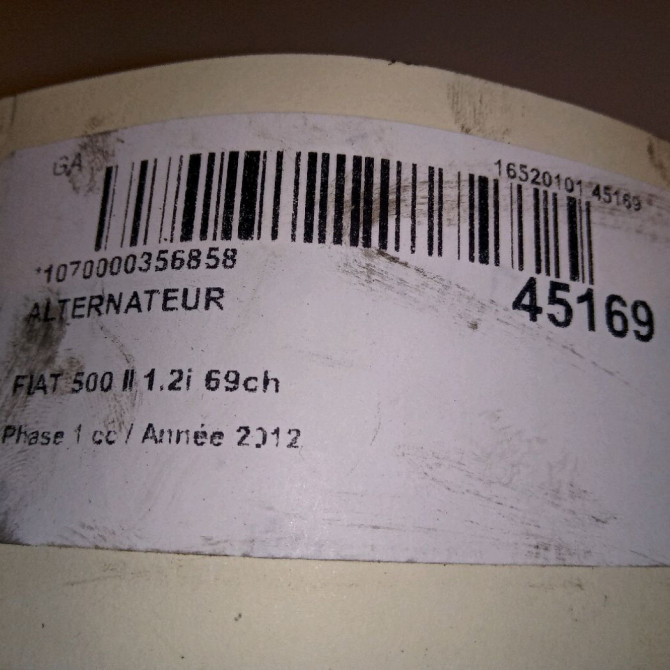 GA
16520101 45169
*1070000356858
45169
ALTERNATEUR
FIAT 500 II 1.2i 69ch
Phase 1 cc / Année 2012